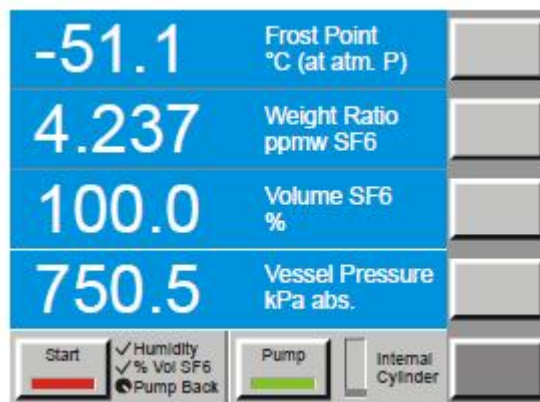 -51.1 Frost Point
°C (at atm. P)
4.237 Weight Ratio
ppmw SF6
100.0 Volume SF6
%
750.5 Vessel Pressure
kPa abs.
Start ✓Humidity Pump Internal
✓% Vol SF6 Cylinder
Pump Back